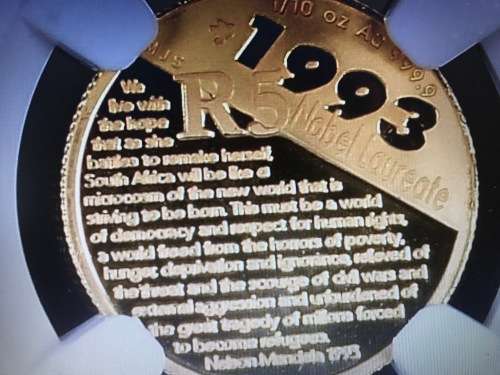 1/10 oz Au 999.9
1993
Nobel Laureate
R5
MJS
We
live with
the hope
that as she
battles to remake herself,
South Africa will be like a
microcosm of the new world that is
striving to be born. This must be a world
of democracy and respect for human rights,
a world freed from the horrors of poverty,
hunger, deprivation and ignorance, relieved of
the threat and the scourge of civil wars and
external aggression and unburdened of
the great tragedy of millions forced
to become refugees.
Nelson Mandela 1993